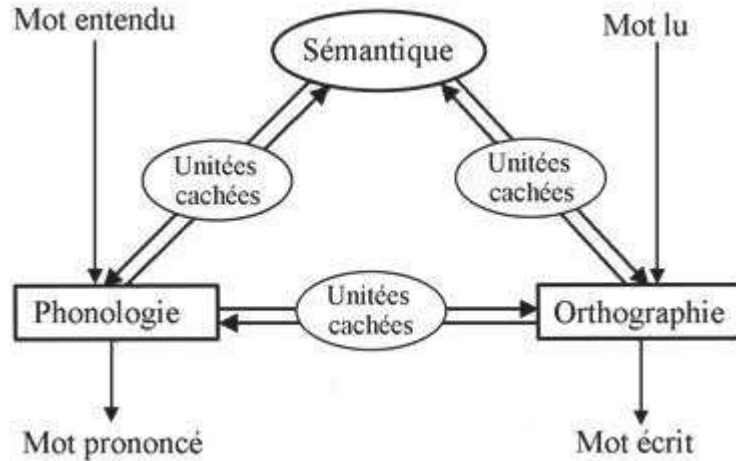 Mot entendu
Mot lu
Sémantique
Unitées
cachées
Unitées
cachées
Phonologie
Unitées
cachées
Orthographie
Mot prononcé
Mot écrit